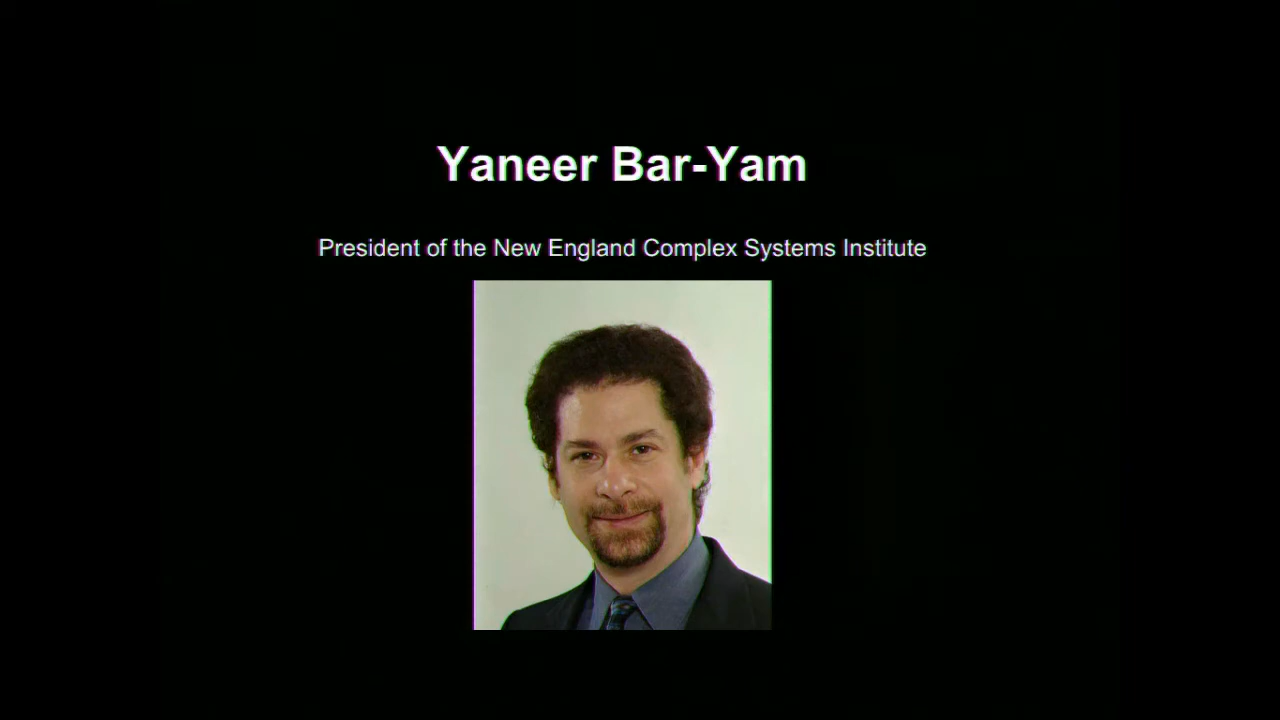 Yaneer Bar-Yam
President of the New England Complex Systems Institute